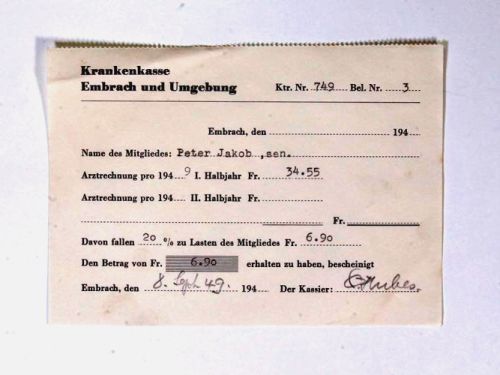 Krankenkasse
Embrach und Umgebung Ktr. Nr. 749 Bel. Nr. 3
Embrach, den 194
Name des Mitgliedes: Peter Jakob ,sen.
Arztrechnung pro 1949 I. Halbjahr Fr. 34.55
Arztrechnung pro 194 II. Halbjahr Fr.
Fr.
Davon fallen 20 % zu Lasten des Mitgliedes Fr. 6.90
Den Betrag von Fr. 6.90 erhalten zu haben, bescheinigt
Embrach, den 8. Sept. 49. 194 Der Kassier: